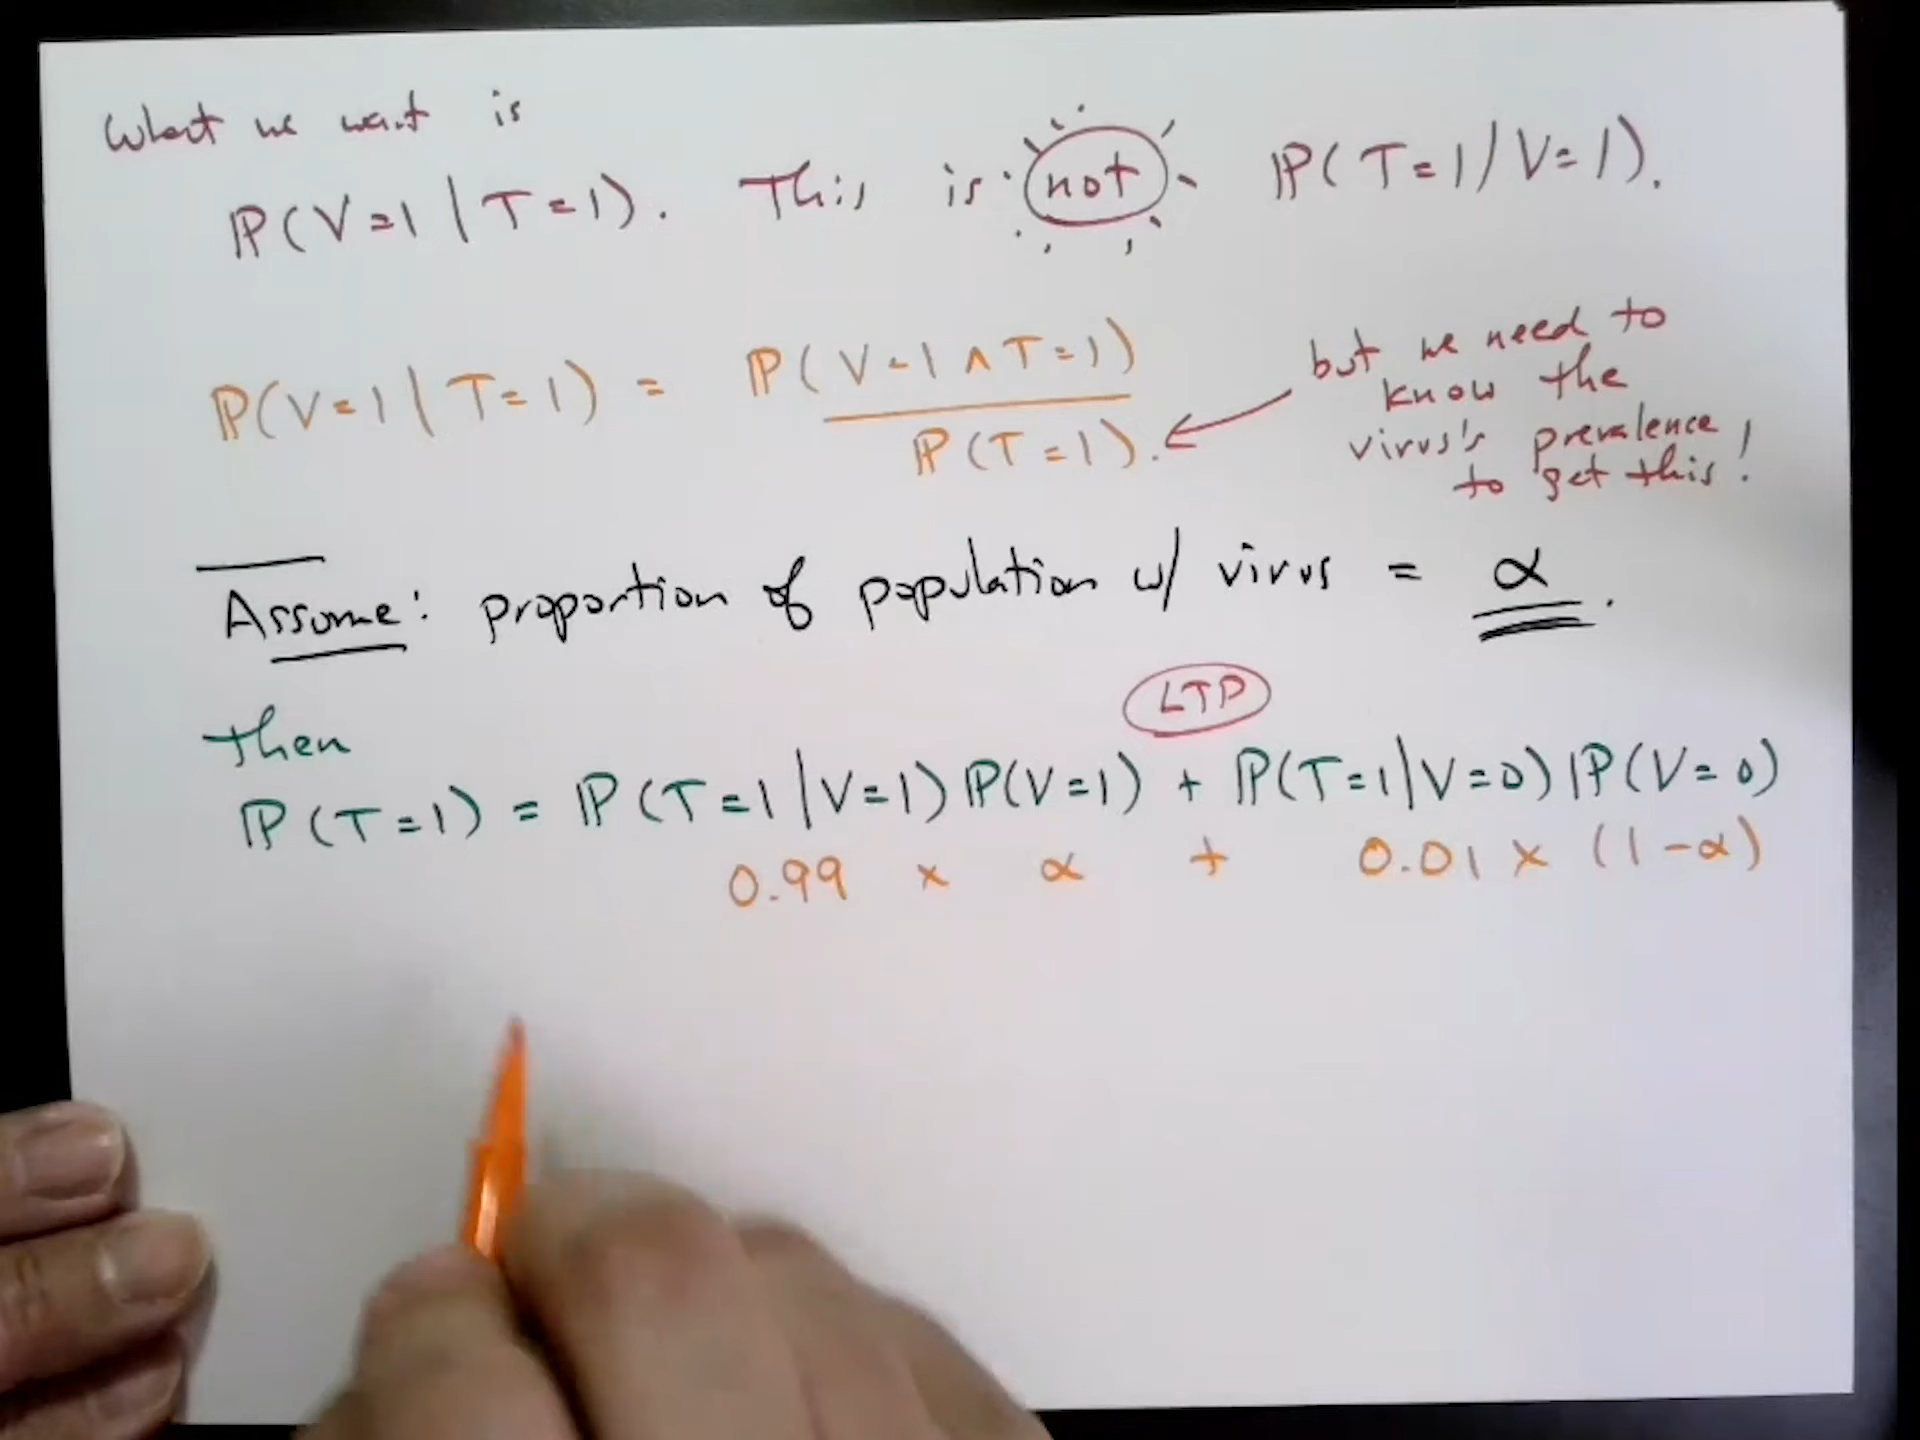 What we want is
ℙ(V=1 | T=1). This is not ℙ(T=1 | V=1).
ℙ(V=1 | T=1) = ℙ(V=1 ∧ T=1)
ℙ(T=1).
but we need to
know the
virus's prevalence
to get this!
Assume: proportion of population w/ virus = α.
Then
LTP
ℙ(T=1) = ℙ(T=1 | V=1) ℙ(V=1) + ℙ(T=1 | V=0) ℙ(V=0)
0.99 × α + 0.01 × (1-α)